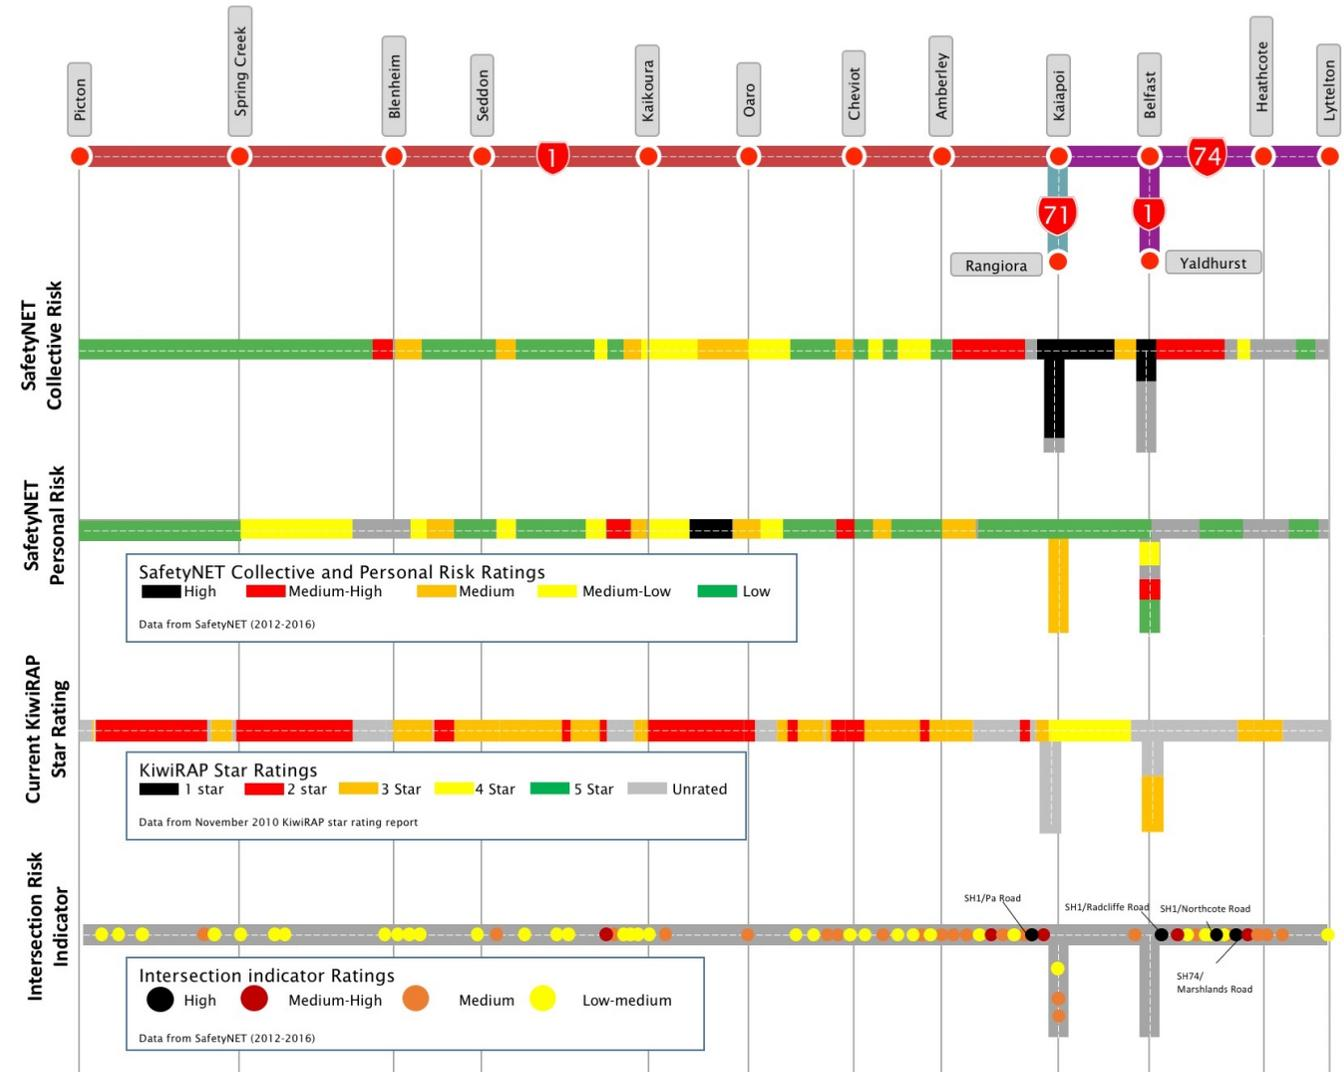 Picton
Spring Creek
Blenheim
Seddon
Kaikoura
Oaro
Cheviot
Amberley
Kaiapoi
Belfast
Heathcote
Lyttelton
1
74
71
1
Rangiora
Yaldhurst
SafetyNET
Collective Risk
SafetyNET
Personal Risk
SafetyNET Collective and Personal Risk Ratings
High Medium-High Medium Medium-Low Low
Data from SafetyNET (2012-2016)
Current KiwiRAP
Star Rating
KiwiRAP Star Ratings
1 star 2 star 3 Star 4 Star 5 Star Unrated
Data from November 2010 KiwiRAP star rating report
Intersection Risk
Indicator
SH1/Pa Road
SH1/Radcliffe Road
SH1/Northcote Road
SH74/
Marshlands Road
Intersection indicator Ratings
High Medium-High Medium Low-medium
Data from SafetyNET (2012-2016)